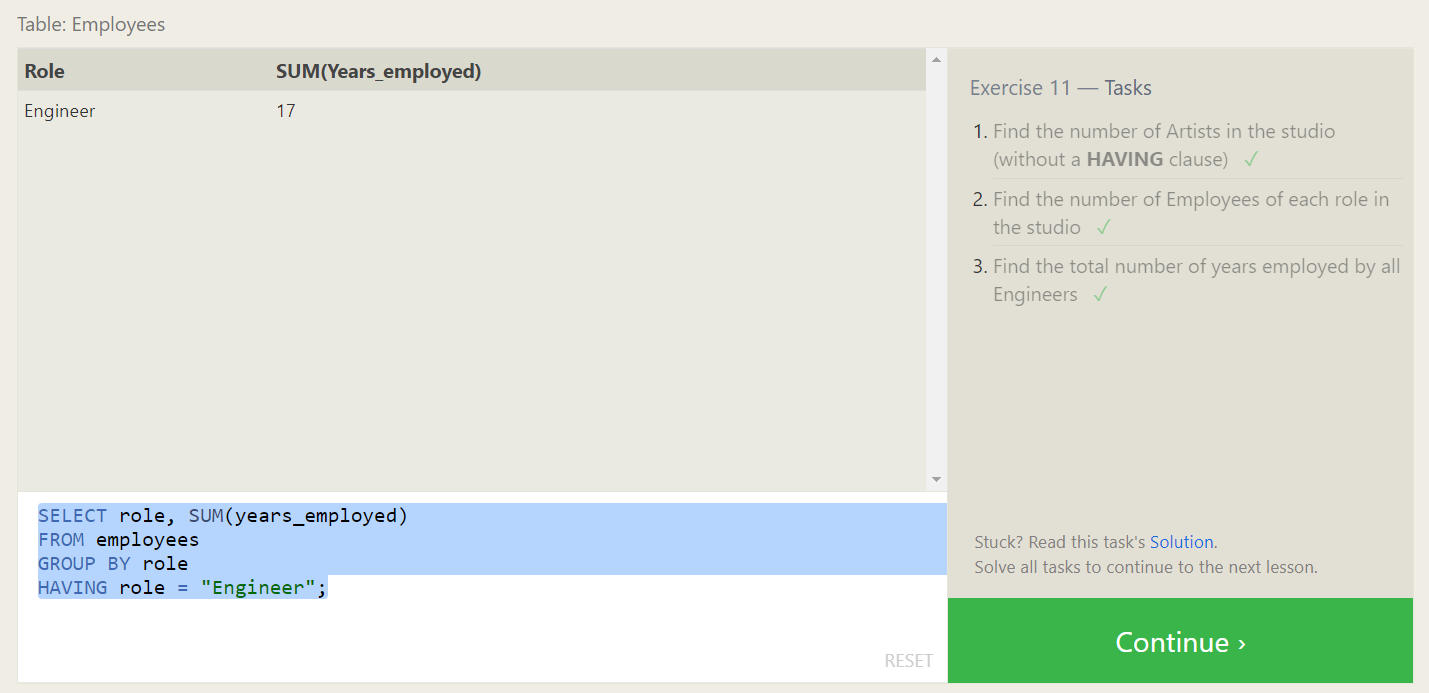 Table: Employees
Role SUM(Years_employed)
Engineer 17
SELECT role, SUM(years_employed)
FROM employees
GROUP BY role
HAVING role = "Engineer";
RESET
Exercise 11 — Tasks
1. Find the number of Artists in the studio
(without a HAVING clause) ✓
2. Find the number of Employees of each role in
the studio ✓
3. Find the total number of years employed by all
Engineers ✓
Stuck? Read this task's Solution.
Solve all tasks to continue to the next lesson.
Continue ›